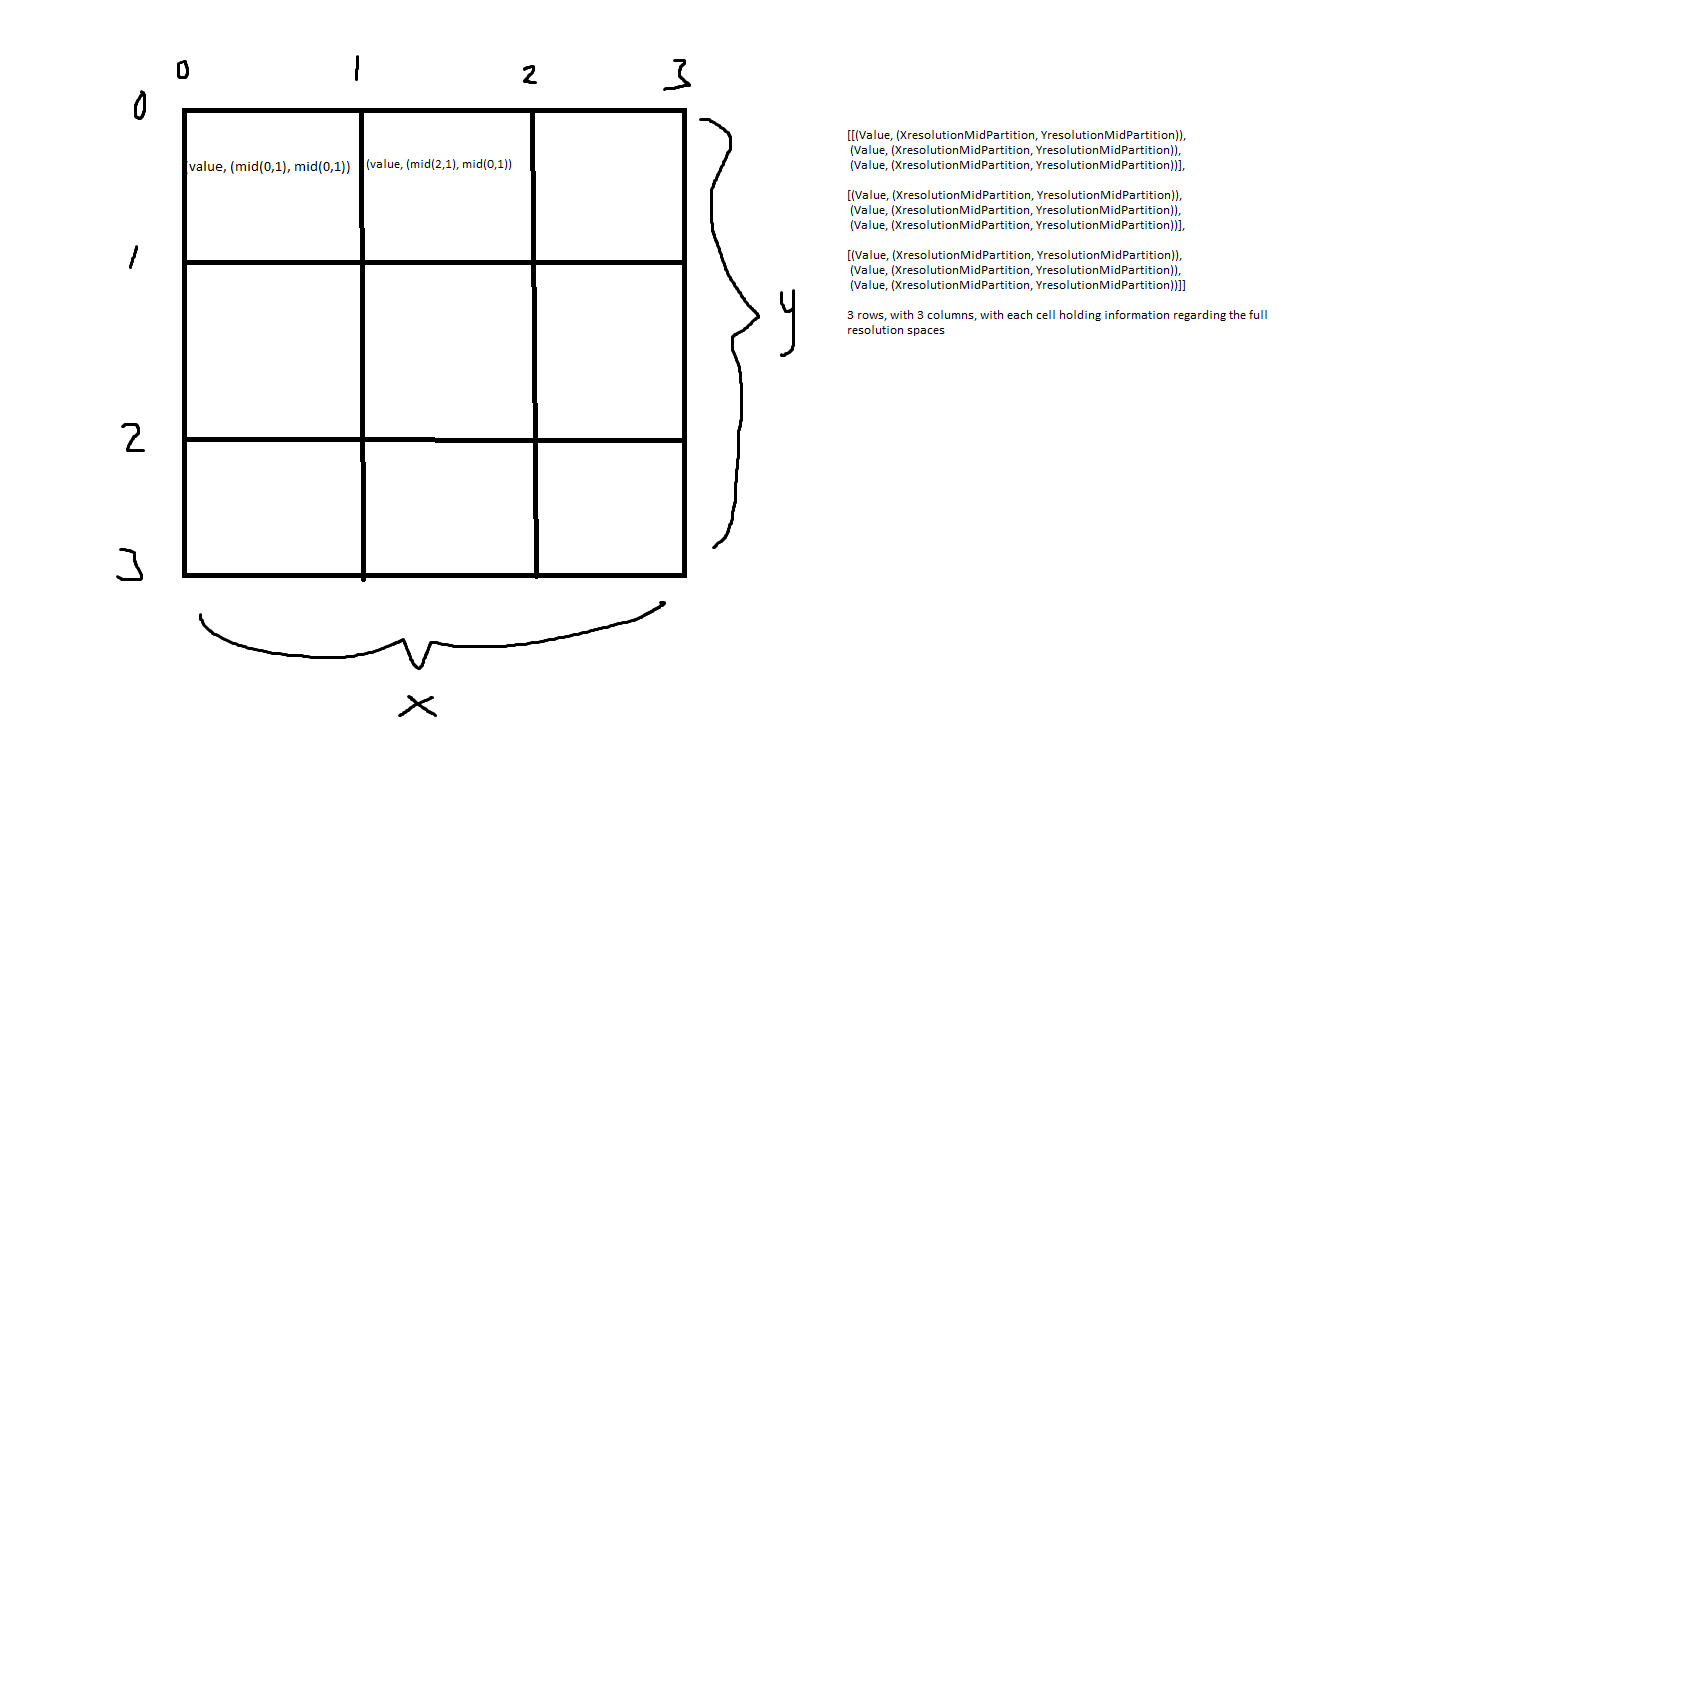 0 1 2 3
0
(value, (mid(0,1), mid(0,1)) (value, (mid(2,1), mid(0,1))
1
2
3
y
x
[[(Value, (XresolutionMidPartition, YresolutionMidPartition)),
(Value, (XresolutionMidPartition, YresolutionMidPartition)),
(Value, (XresolutionMidPartition, YresolutionMidPartition))],
[(Value, (XresolutionMidPartition, YresolutionMidPartition)),
(Value, (XresolutionMidPartition, YresolutionMidPartition)),
(Value, (XresolutionMidPartition, YresolutionMidPartition))],
[(Value, (XresolutionMidPartition, YresolutionMidPartition)),
(Value, (XresolutionMidPartition, YresolutionMidPartition)),
(Value, (XresolutionMidPartition, YresolutionMidPartition))]]
3 rows, with 3 columns, with each cell holding information regarding the full
resolution spaces